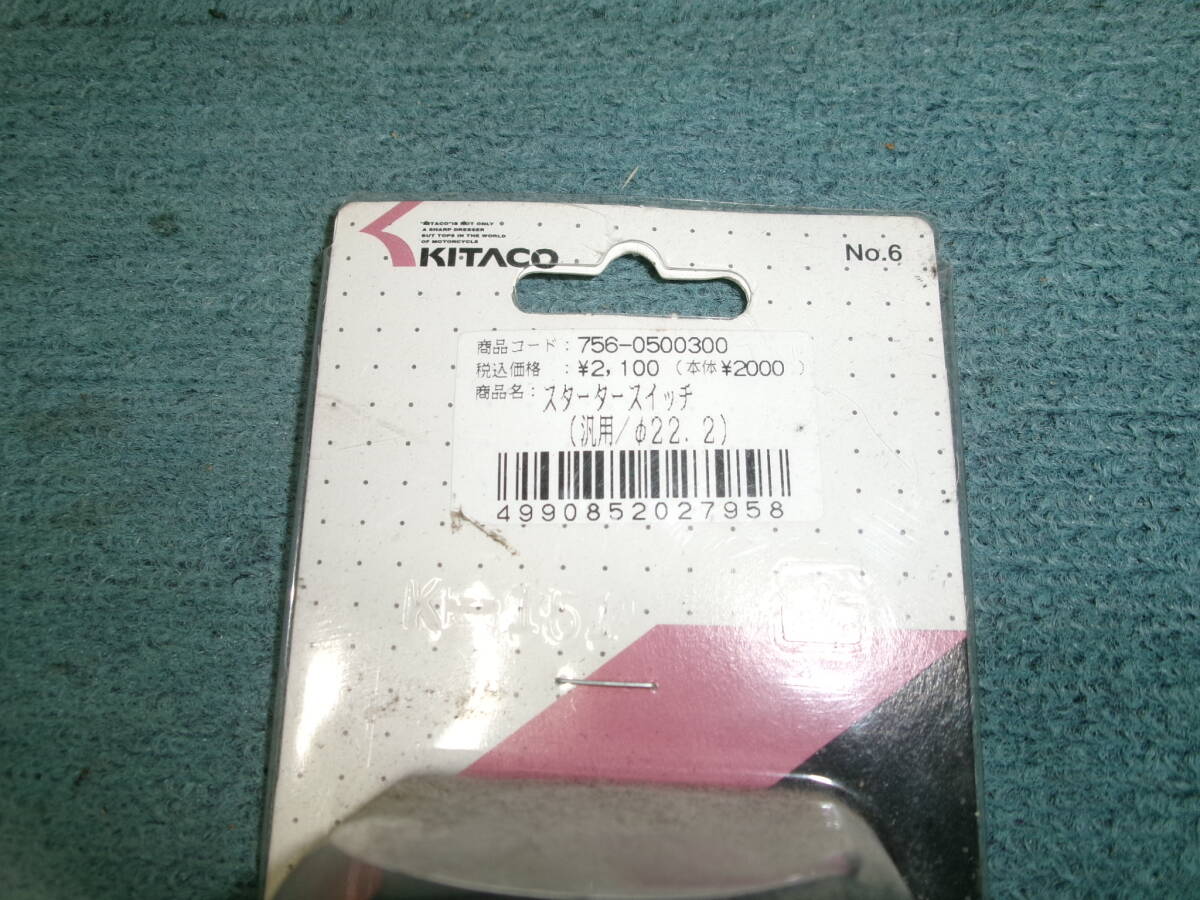 "KITACO" IS NOT ONLY
A SHARP DRESSER
BUT TOPS IN THE WORLD
OF MOTORCYCLE
KITACO
No.6
商品コード：756-0500300
税込価格 ：¥2,100 （本体¥2000 ）
商品名：スタータースイッチ
(汎用/φ22.2)
4990852027958